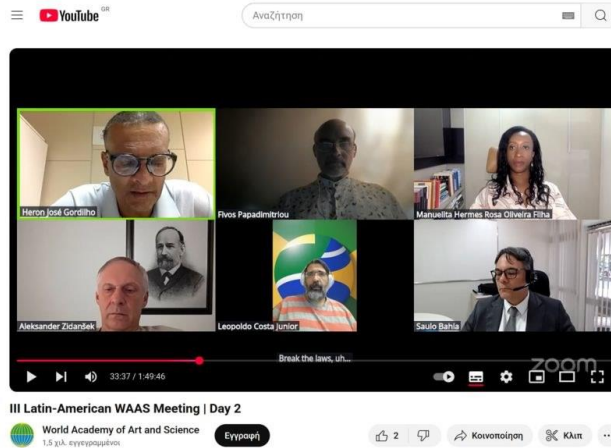 YouTube GR
Αναζήτηση
Heron José Gordilho
Fivos Papadimitriou
Manuelita Hermes Rosa Oliveira Filha
Aleksander Zidanšek
Leopoldo Costa Junior
Saulo Bahia
Break the laws, uh...
zoom
33:37 / 1:49:46
III Latin-American WAAS Meeting | Day 2
World Academy of Art and Science
1,5 χιλ. εγγεγραμμένοι
Εγγραφή
2
Κοινοποίηση
Κλιπ